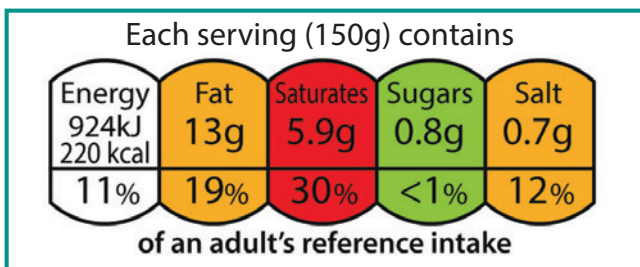 Each serving (150g) contains
Energy Fat Saturates Sugars Salt
924kJ 13g 5.9g 0.8g 0.7g
220 kcal
11% 19% 30% <1% 12%
of an adult's reference intake